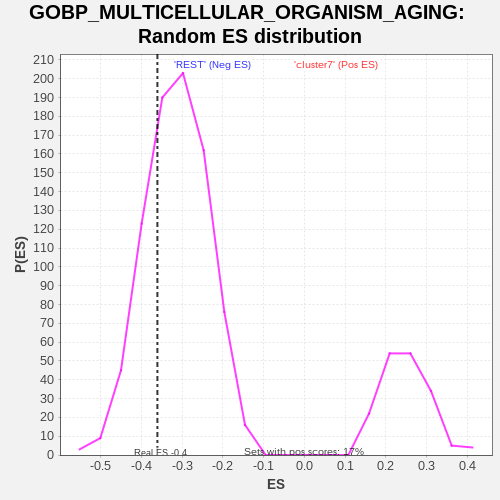 GOBP_MULTICELLULAR_ORGANISM_AGING:
Random ES distribution
'REST' (Neg ES)
'cluster7' (Pos ES)
P(ES)
210
200
190
180
170
160
150
140
130
120
110
100
90
80
70
60
50
40
30
20
10
0
Real ES -0.4
Sets with pos scores: 17%
-0.5 -0.4 -0.3 -0.2 -0.1 0.0 0.1 0.2 0.3 0.4
ES